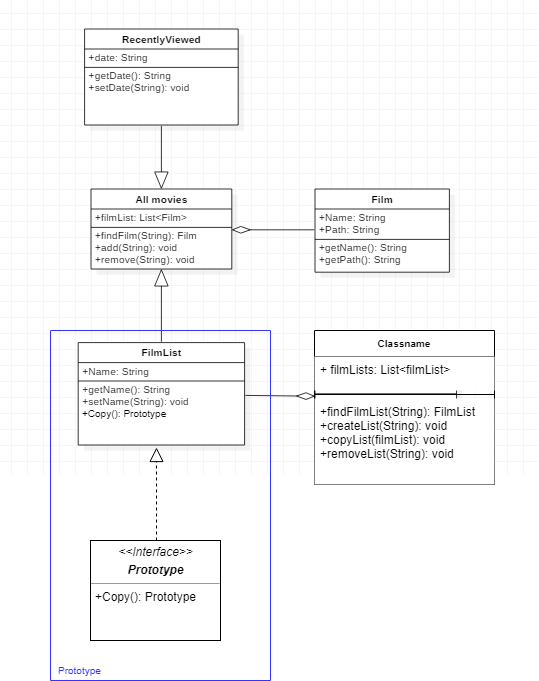 RecentlyViewed
+date: String
+getDate(): String
+setDate(String): void
All movies
+filmList: List<Film>
+findFilm(String): Film
+add(String): void
+remove(String): void
Film
+Name: String
+Path: String
+getName(): String
+getPath(): String
FilmList
+Name: String
+getName(): String
+setName(String): void
+Copy(): Prototype
Classname
+ filmLists: List<filmList>
+findFilmList(String): FilmList
+createList(String): void
+copyList(filmList): void
+removeList(String): void
<<Interface>>
Prototype
+Copy(): Prototype
Prototype